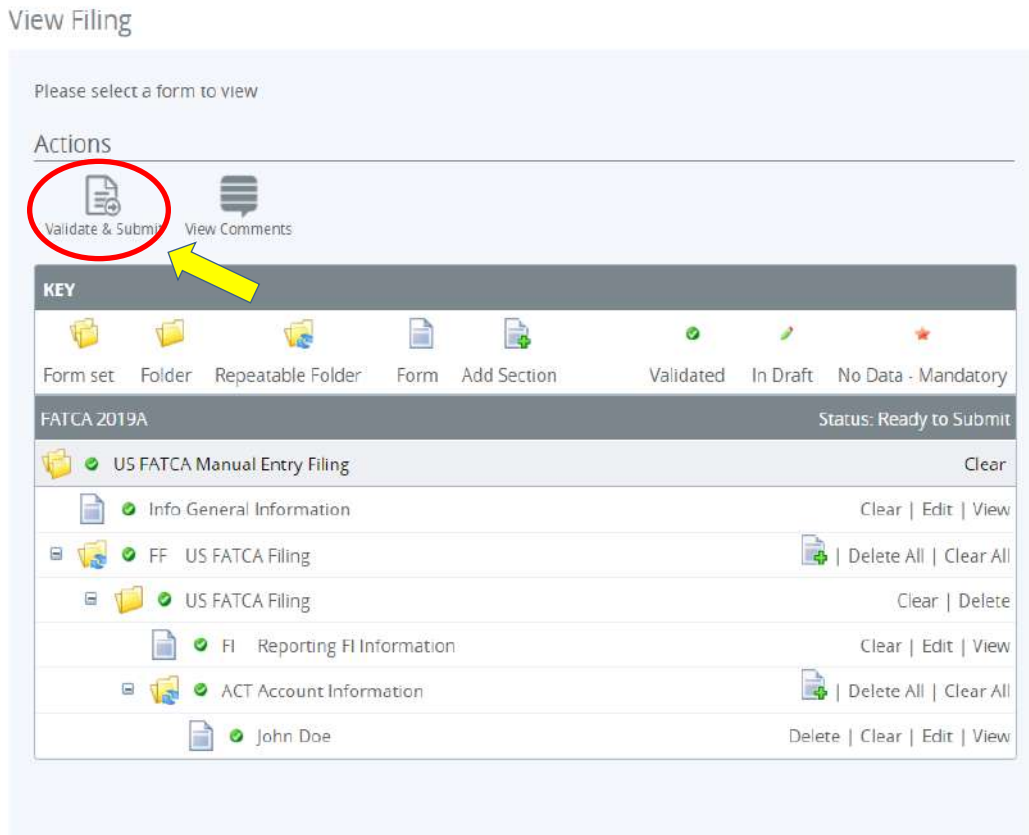 View Filing
Please select a form to view
Actions
Validate & Submit View Comments
KEY
Form set Folder Repeatable Folder Form Add Section Validated In Draft No Data - Mandatory
FATCA 2019A Status: Ready to Submit
US FATCA Manual Entry Filing Clear
Info General Information Clear | Edit | View
FF US FATCA Filing | Delete All | Clear All
US FATCA Filing Clear | Delete
FI Reporting FI Information Clear | Edit | View
ACT Account Information | Delete All | Clear All
John Doe Delete | Clear | Edit | View